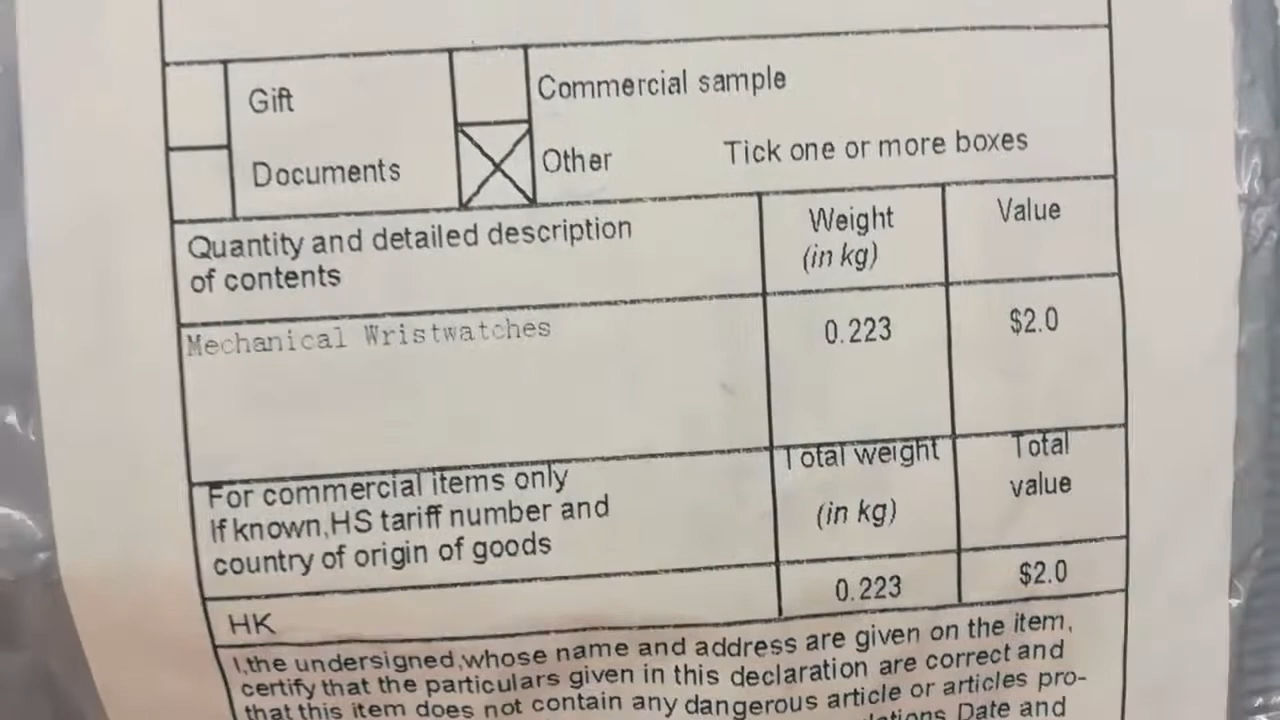 Gift
Commercial sample
Documents
Other
Tick one or more boxes
Quantity and detailed description
of contents
Weight
(in kg)
Value
Mechanical Wristwatches
0.223
$2.0
For commercial items only
If known,HS tariff number and
country of origin of goods
Total weight
(in kg)
Total
value
HK
0.223
$2.0
I,the undersigned,whose name and address are given on the item,
certify that the particulars given in this declaration are correct and
that this item does not contain any dangerous article or articles pro-
Date and